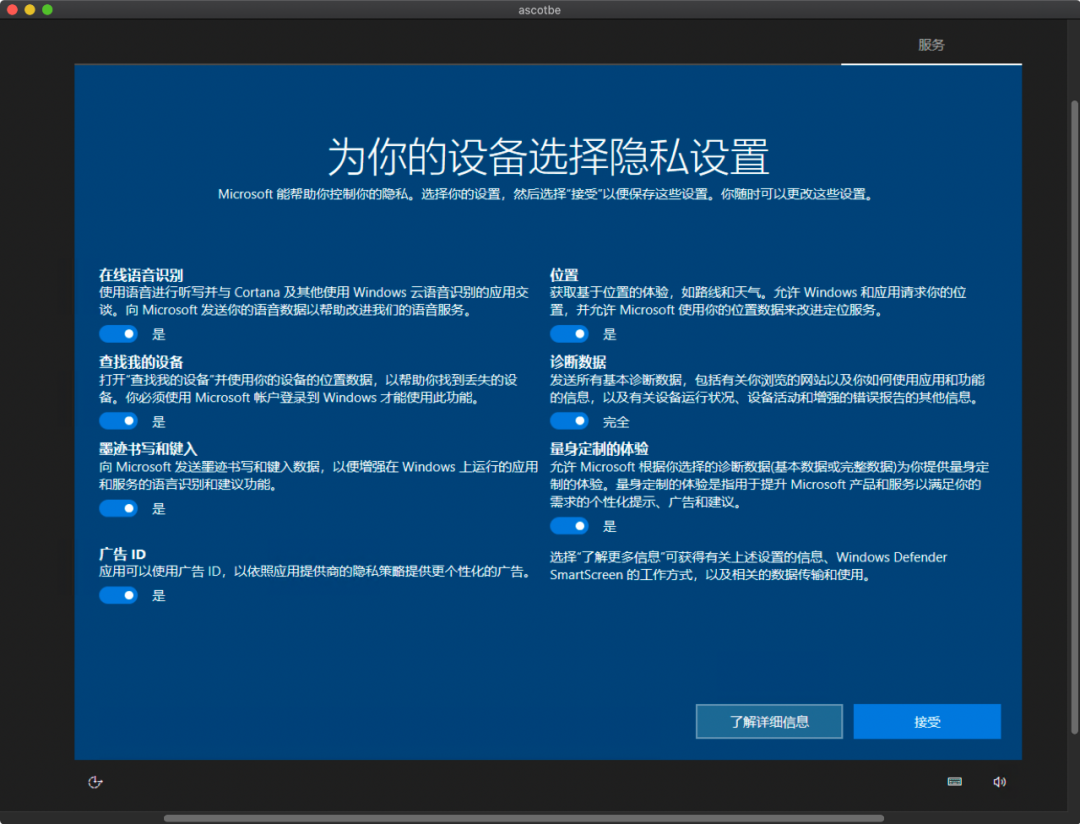 ascotbe
服务
为你的设备选择隐私设置
Microsoft 能帮助你控制你的隐私。选择你的设置，然后选择“接受”以便保存这些设置。你随时可以更改这些设置。
在线语音识别
使用语音进行听写并与 Cortana 及其他使用 Windows 云语音识别的应用交
谈。向 Microsoft 发送你的语音数据以帮助改进我们的语音服务。
是
查找我的设备
打开“查找我的设备”并使用你的设备的位置数据，以帮助你找到丢失的设
备。你必须使用 Microsoft 帐户登录到 Windows 才能使用此功能。
是
墨迹书写和键入
向 Microsoft 发送墨迹书写和键入数据，以便增强在 Windows 上运行的应用
和服务的语言识别和建议功能。
是
广告 ID
应用可以使用广告 ID，以依照应用提供商的隐私策略提供更个性化的广告。
是
位置
获取基于位置的体验，如路线和天气。允许 Windows 和应用请求你的位
置，并允许 Microsoft 使用你的位置数据来改进定位服务。
是
诊断数据
发送所有基本诊断数据，包括有关你浏览的网站以及你如何使用应用和功能
的信息，以及有关设备运行状况、设备活动和增强的错误报告的其他信息。
完全
量身定制的体验
允许 Microsoft 根据你选择的诊断数据(基本数据或完整数据)为你提供量身定
制的体验。量身定制的体验是指用于提升 Microsoft 产品和服务以满足你的
需求的个性化提示、广告和建议。
是
选择“了解更多信息”可获得有关上述设置的信息、Windows Defender
SmartScreen 的工作方式，以及相关的数据传输和使用。
了解详细信息
接受